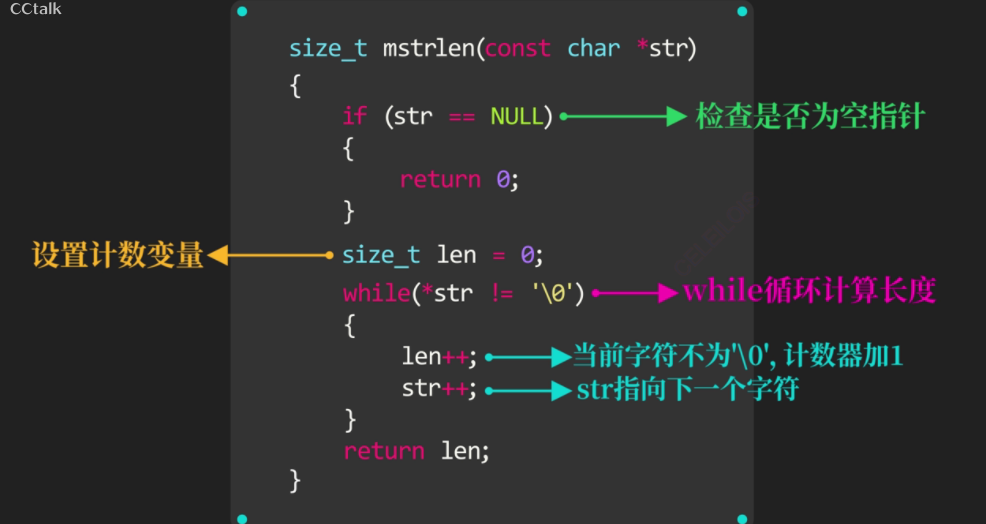 CCtalk
size_t mstrlen(const char *str)
{
if (str == NULL) 检查是否为空指针
{
return 0;
}
设置计数变量 size_t len = 0;
while(*str != '\0') while循环计算长度
{
len++; 当前字符不为'\0', 计数器加1
str++; str指向下一个字符
}
return len;
}